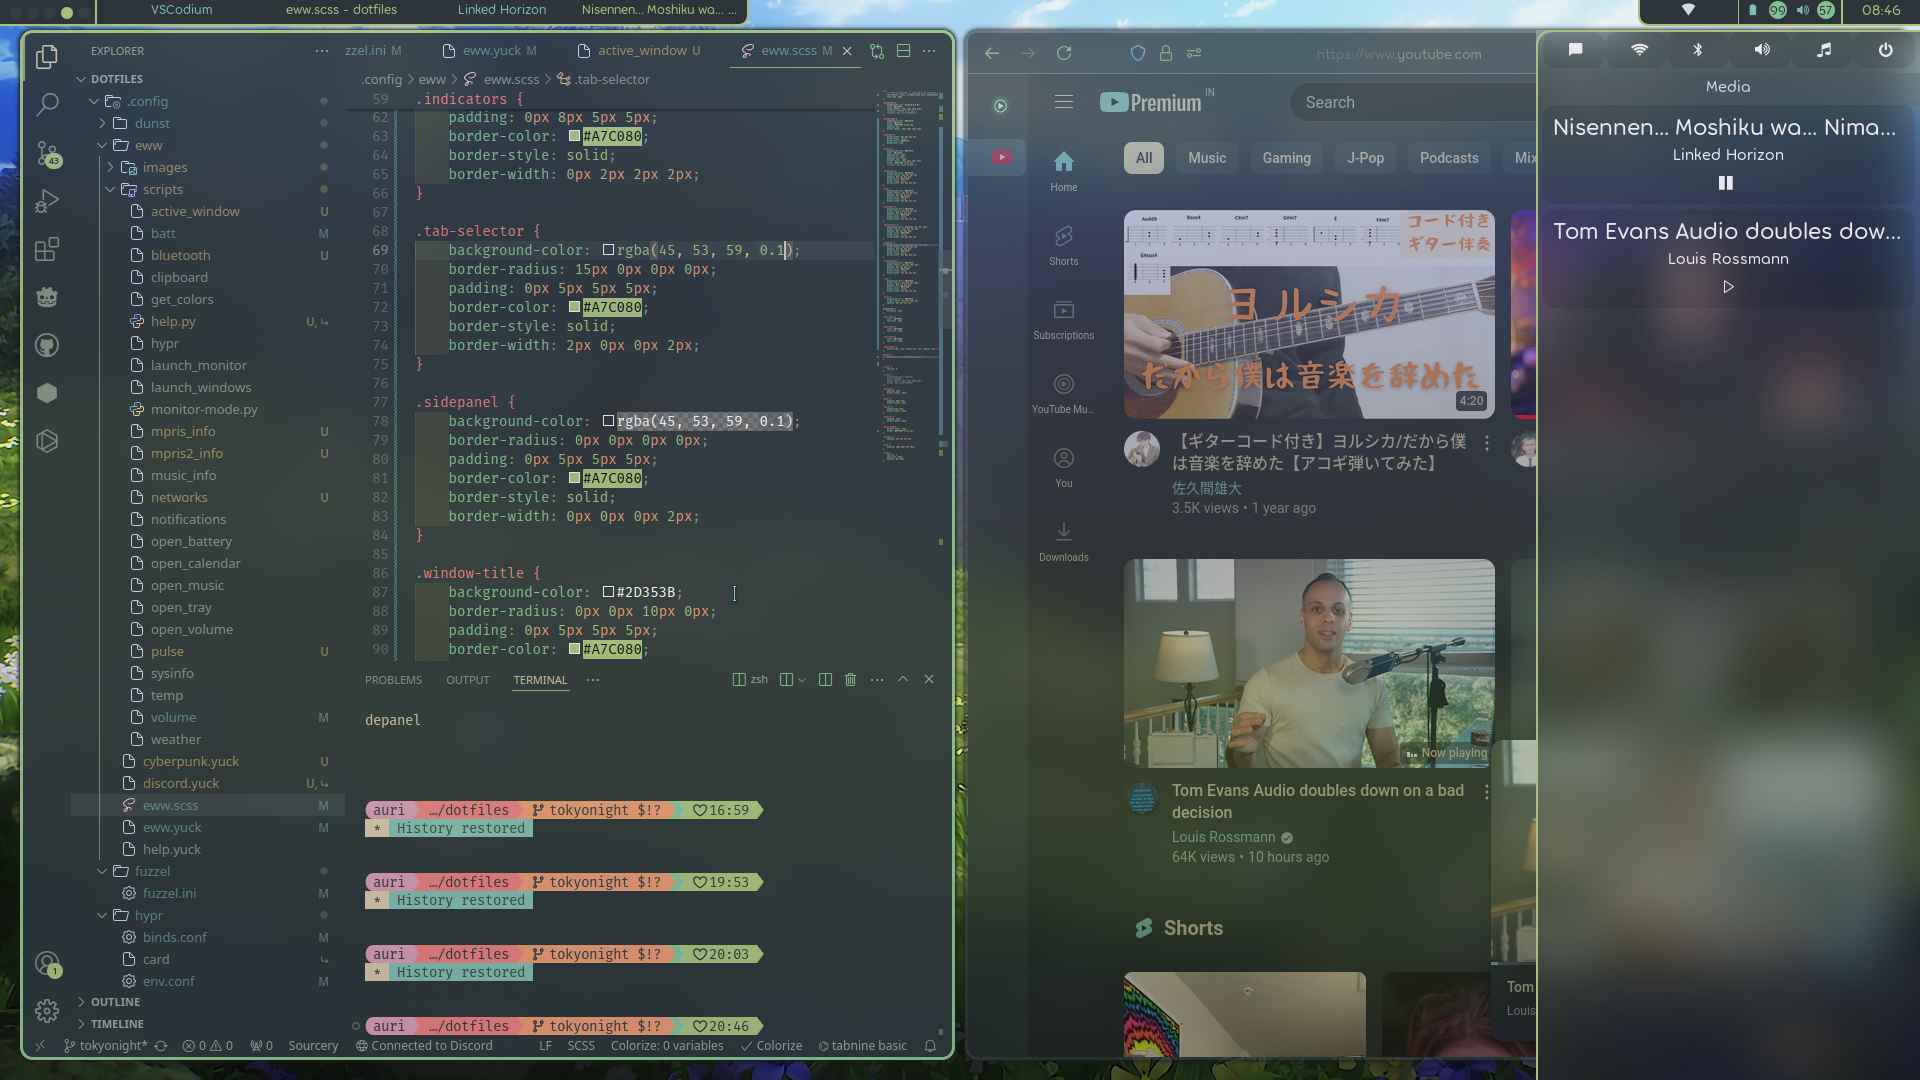 VSCodium
eww.scss - dotfiles
Linked Horizon
Nisennen... Moshiku wa... ...
99
57
08:46
EXPLORER
DOTFILES
.config
dunst
eww
images
scripts
active_window U
batt M
bluetooth U
clipboard
get_colors
help.py U,
hypr
launch_monitor
launch_windows
monitor-mode.py
mpris_info U
mpris2_info U
music_info
networks U
notifications
open_battery
open_calendar
open_music
open_tray
open_volume
pulse U
sysinfo
temp
volume M
weather
cyberpunk.yuck U
discord.yuck U,
eww.scss M
eww.yuck M
help.yuck
fuzzel
fuzzel.ini M
hypr
binds.conf M
card
env.conf M
OUTLINE
TIMELINE
43
1
zzel.ini M
eww.yuck M
active_window U
eww.scss M
.config > eww > eww.scss > .tab-selector
59 .indicators {
62 padding: 0px 8px 5px 5px;
63 border-color: #A7C080;
64 border-style: solid;
65 border-width: 0px 2px 2px 2px;
66 }
67
68 .tab-selector {
69 background-color: rgba(45, 53, 59, 0.1);
70 border-radius: 15px 0px 0px 0px;
71 padding: 0px 5px 5px 5px;
72 border-color: #A7C080;
73 border-style: solid;
74 border-width: 2px 0px 0px 2px;
75 }
76
77 .sidepanel {
78 background-color: rgba(45, 53, 59, 0.1);
79 border-radius: 0px 0px 0px 0px;
80 padding: 0px 5px 5px 5px;
81 border-color: #A7C080;
82 border-style: solid;
83 border-width: 0px 0px 0px 2px;
84 }
85
86 .window-title {
87 background-color: #2D353B;
88 border-radius: 0px 0px 10px 0px;
89 padding: 0px 5px 5px 5px;
90 border-color: #A7C080;
PROBLEMS OUTPUT TERMINAL ...
zsh
depanel
auri …/dotfiles tokyonight $!? 16:59
* History restored
auri …/dotfiles tokyonight $!? 19:53
* History restored
auri …/dotfiles tokyonight $!? 20:03
* History restored
auri …/dotfiles tokyonight $!? 20:46
tokyonight*
0 0
0
Sourcery
Connected to Discord
LF
SCSS
Colorize: 0 variables
Colorize
tabnine basic
https://www.youtube.com
Premium IN
Search
All
Music
Gaming
J-Pop
Podcasts
Mix
Home
Shorts
Subscriptions
YouTube Mu...
You
Downloads
Aadd9 Bsus4 C#m7 G#m7 E F#m7
G#sus4
コード付き
ギター伴奏
ヨルシカ
だから僕は音楽を辞めた
4:20
【ギターコード付き】ヨルシカ/だから僕
は音楽を辞めた【アコギ弾いてみた】
佐久間雄大
3.5K views • 1 year ago
Now playing
Tom Evans Audio doubles down on a bad
decision
Louis Rossmann
64K views • 10 hours ago
Shorts
Tom
Louis
Media
Nisennen... Moshiku wa... Nima...
Linked Horizon
Tom Evans Audio doubles dow...
Louis Rossmann